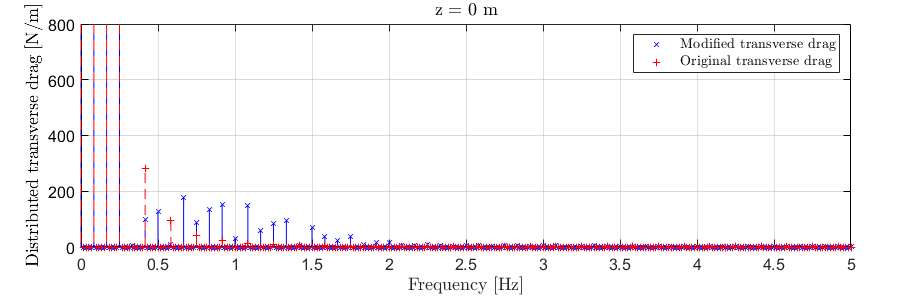 z = 0 m
Distributed transverse drag [N/m]
800
600
400
200
0
Modified transverse drag
Original transverse drag
0 0.5 1 1.5 2 2.5 3 3.5 4 4.5 5
Frequency [Hz]